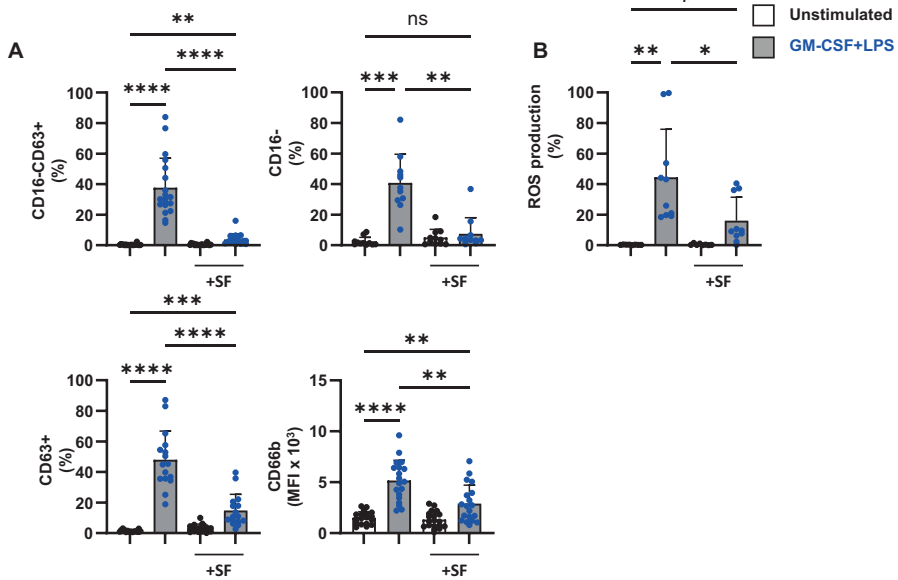 Unstimulated
GM-CSF+LPS
A
**
****
****
CD16-CD63+
(%)
100
80
60
40
20
0
+SF
ns
***
**
CD16-
(%)
100
80
60
40
20
0
+SF
B
**
*
ROS production
(%)
100
80
60
40
20
0
+SF
***
****
****
CD63+
(%)
100
80
60
40
20
0
+SF
**
**
****
CD66b
(MFI x 10³)
15
10
5
0
+SF